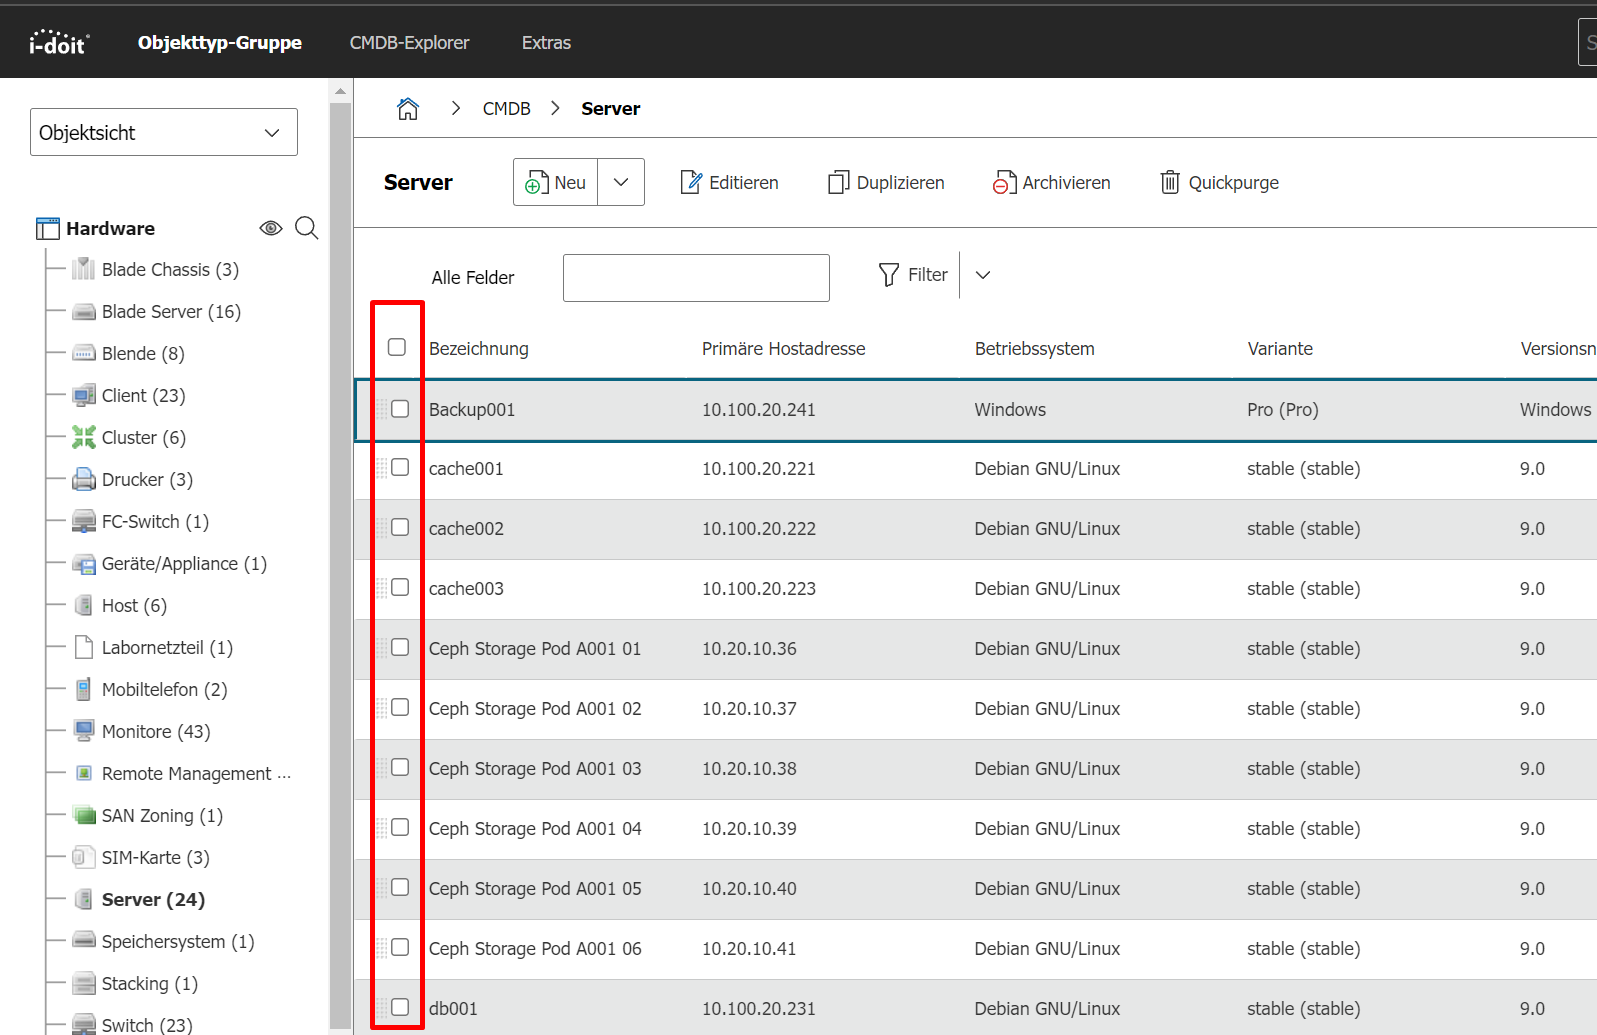 i-doit Objekttyp-Gruppe CMDB-Explorer Extras S
Objektsicht
Hardware
Blade Chassis (3)
Blade Server (16)
Blende (8)
Client (23)
Cluster (6)
Drucker (3)
FC-Switch (1)
Geräte/Appliance (1)
Host (6)
Labornetzteil (1)
Mobiltelefon (2)
Monitore (43)
Remote Management ...
SAN Zoning (1)
SIM-Karte (3)
Server (24)
Speichersystem (1)
Stacking (1)
Switch (23)
CMDB Server
Server Neu Editieren Duplizieren Archivieren Quickpurge
Alle Felder Filter
Bezeichnung Primäre Hostadresse Betriebssystem Variante Versionsn
Backup001 10.100.20.241 Windows Pro (Pro) Windows
cache001 10.100.20.221 Debian GNU/Linux stable (stable) 9.0
cache002 10.100.20.222 Debian GNU/Linux stable (stable) 9.0
cache003 10.100.20.223 Debian GNU/Linux stable (stable) 9.0
Ceph Storage Pod A001 01 10.20.10.36 Debian GNU/Linux stable (stable) 9.0
Ceph Storage Pod A001 02 10.20.10.37 Debian GNU/Linux stable (stable) 9.0
Ceph Storage Pod A001 03 10.20.10.38 Debian GNU/Linux stable (stable) 9.0
Ceph Storage Pod A001 04 10.20.10.39 Debian GNU/Linux stable (stable) 9.0
Ceph Storage Pod A001 05 10.20.10.40 Debian GNU/Linux stable (stable) 9.0
Ceph Storage Pod A001 06 10.20.10.41 Debian GNU/Linux stable (stable) 9.0
db001 10.100.20.231 Debian GNU/Linux stable (stable) 9.0